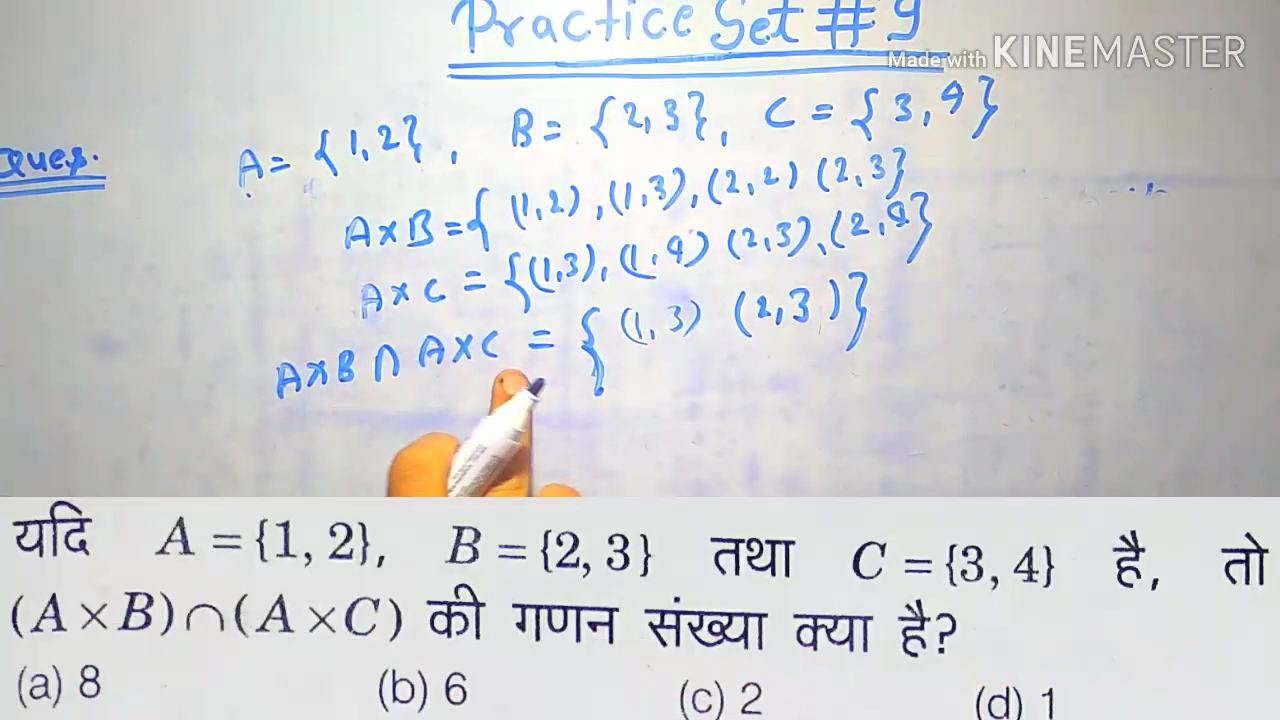 Practice Set #9
Made with KINEMASTER
Ques. A = {1,2}, B = {2,3}, C = {3,4}
A×B = { (1,2), (1,3), (2,2) (2,3}
A×C = {(1,3), (1,4) (2,3), (2,4}
A×B ∩ A×C = { (1,3) (2,3)}
यदि A = {1, 2}, B = {2, 3} तथा C = {3, 4} है, तो
(A×B)∩(A×C) की गणन संख्या क्या है?
(a) 8 (b) 6 (c) 2 (d) 1